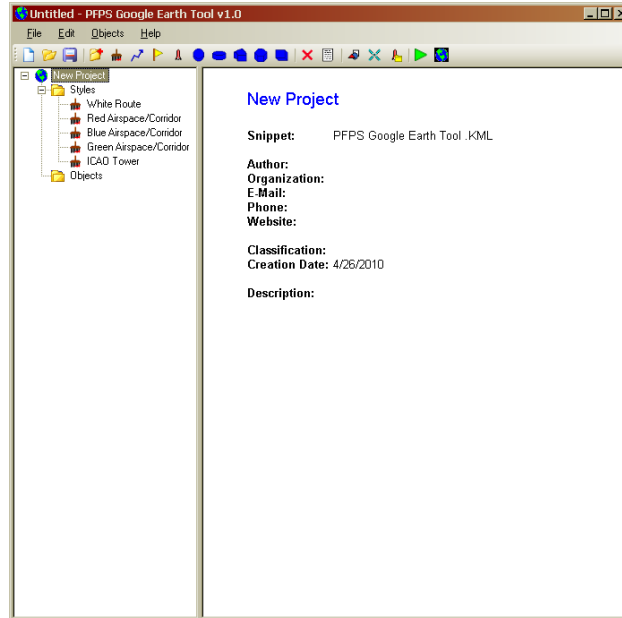 Untitled - PFPS Google Earth Tool v1.0
File Edit Objects Help
New Project
Styles
White Route
Red Airspace/Corridor
Blue Airspace/Corridor
Green Airspace/Corridor
ICAO Tower
Objects
New Project
Snippet: PFPS Google Earth Tool .KML
Author:
Organization:
E-Mail:
Phone:
Website:
Classification:
Creation Date: 4/26/2010
Description: